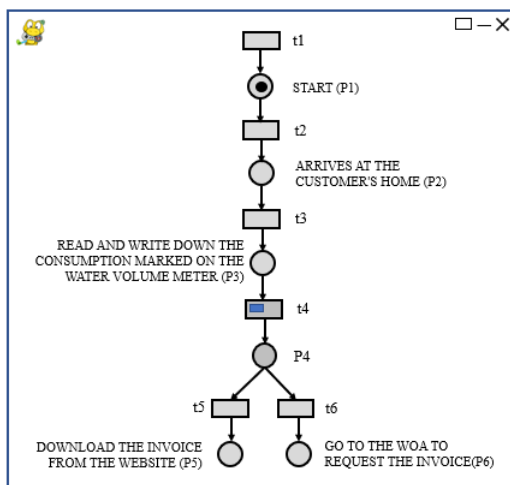 t1
START (P1)
t2
ARRIVES AT THE
CUSTOMER'S HOME (P2)
t3
READ AND WRITE DOWN THE
CONSUMPTION MARKED ON THE
WATER VOLUME METER (P3)
t4
P4
t5
t6
DOWNLOAD THE INVOICE
FROM THE WEBSITE (P5)
GO TO THE WOA TO
REQUEST THE INVOICE(P6)